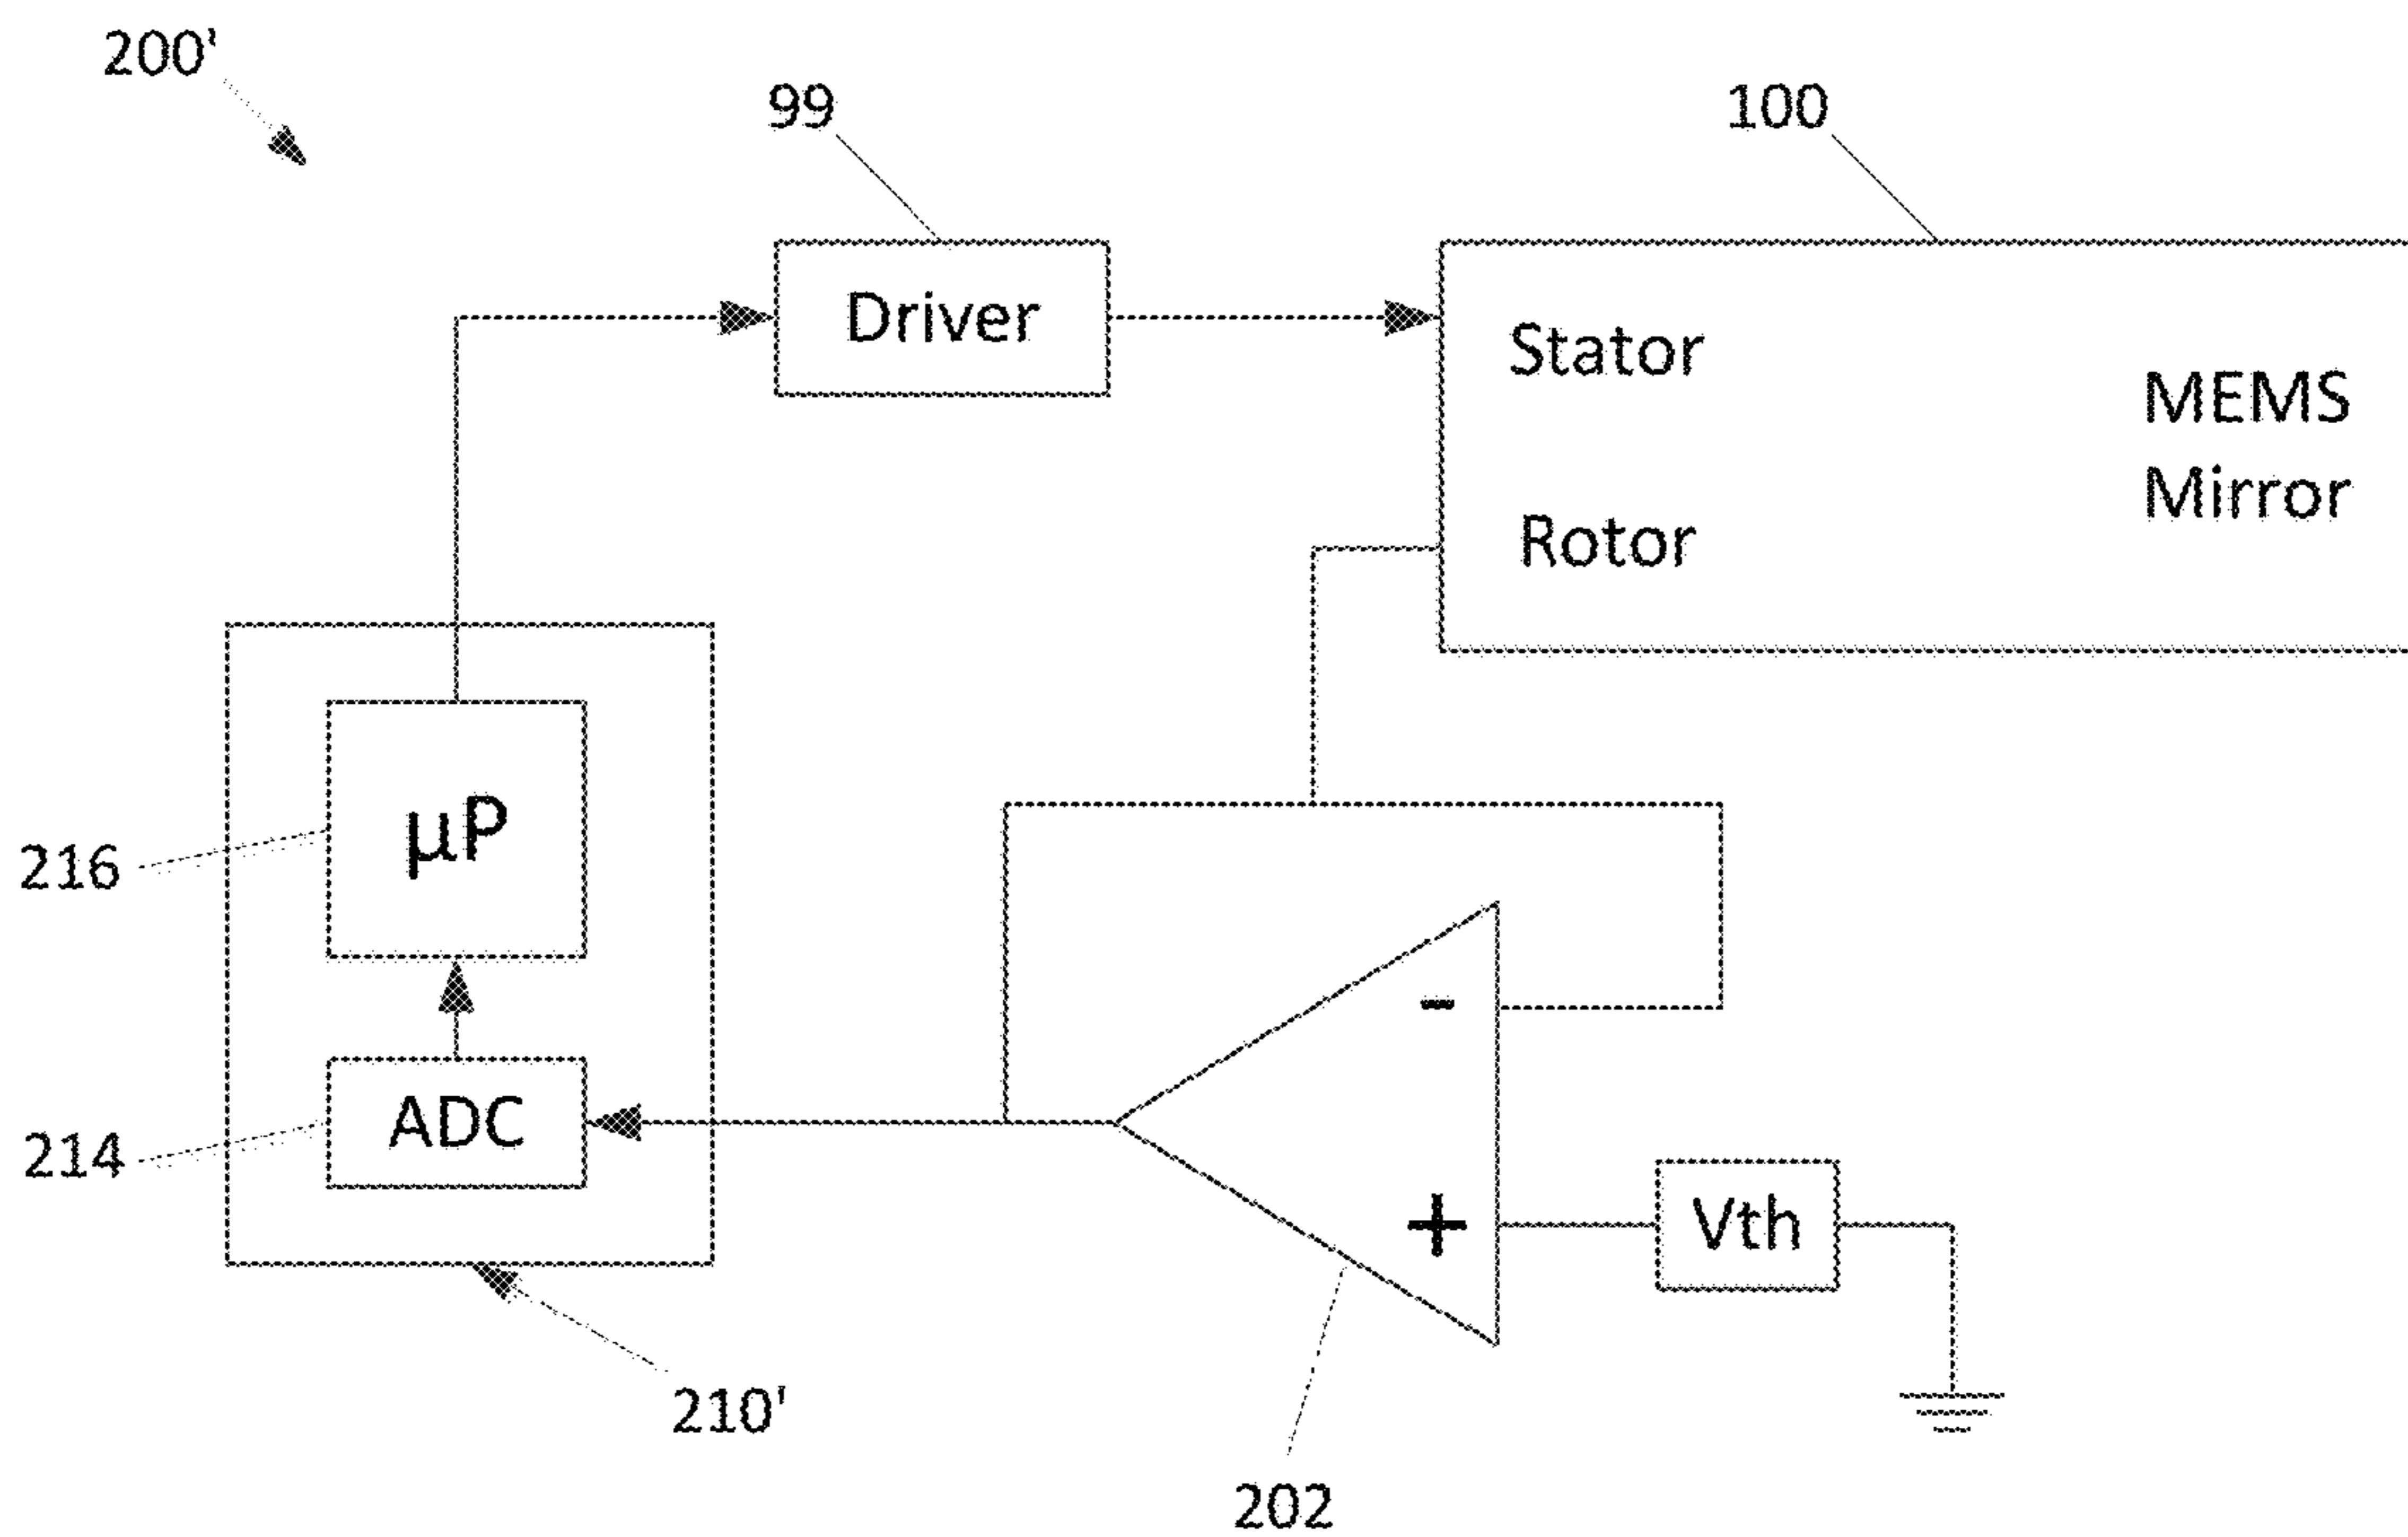 200'
99
100
Driver
Stator
MEMS
Mirror
Rotor
µP
216
-
ADC
214
+
Vth
210'
202